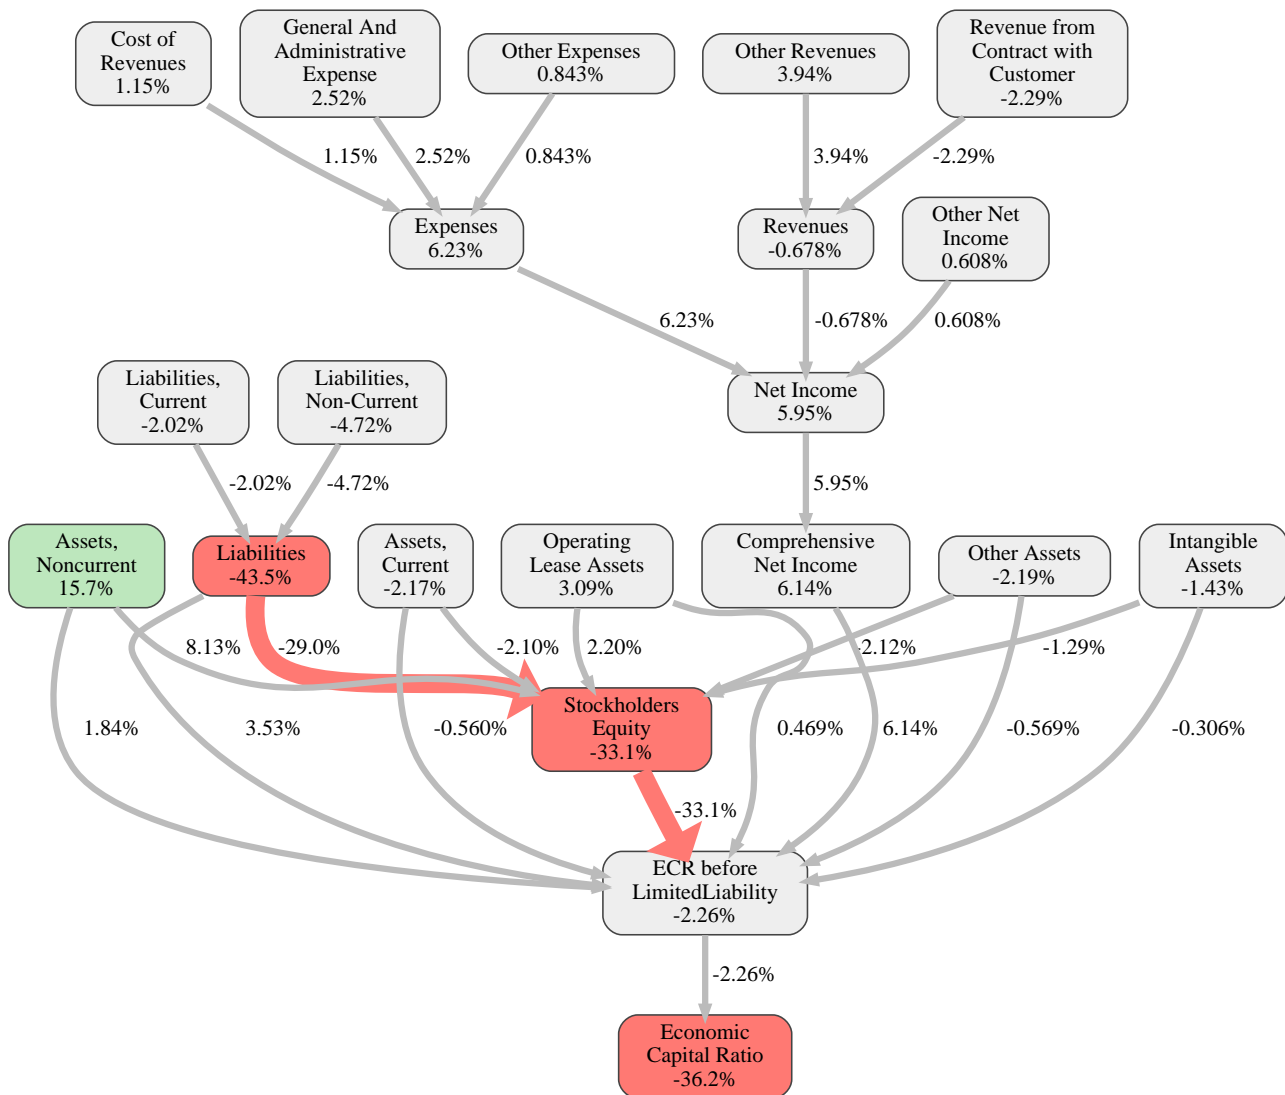 Cost of
Revenues
1.15%
General And
Administrative
Expense
2.52%
Other Expenses
0.843%
Other Revenues
3.94%
Revenue from
Contract with
Customer
-2.29%
1.15%
2.52%
0.843%
3.94%
-2.29%
Expenses
6.23%
Revenues
-0.678%
Other Net
Income
0.608%
6.23%
-0.678%
0.608%
Liabilities,
Current
-2.02%
Liabilities,
Non-Current
-4.72%
Net Income
5.95%
-2.02%
-4.72%
5.95%
Assets,
Noncurrent
15.7%
Liabilities
-43.5%
Assets,
Current
-2.17%
Operating
Lease Assets
3.09%
Comprehensive
Net Income
6.14%
Other Assets
-2.19%
Intangible
Assets
-1.43%
8.13%
-29.0%
-2.10%
2.20%
-2.12%
-1.29%
Stockholders
Equity
-33.1%
1.84%
3.53%
-0.560%
0.469%
6.14%
-0.569%
-0.306%
-33.1%
ECR before
LimitedLiability
-2.26%
-2.26%
Economic
Capital Ratio
-36.2%